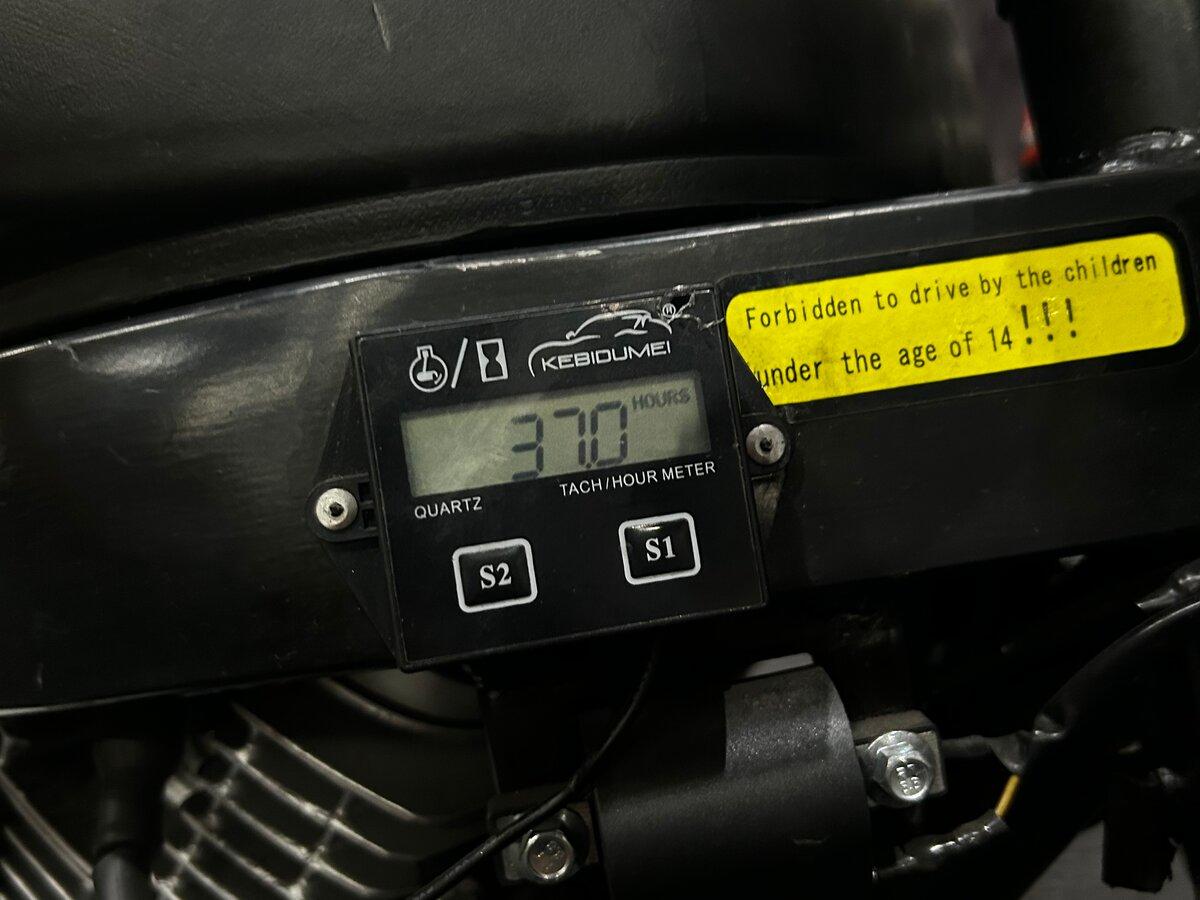 Forbidden to drive by the children
under the age of 14!!!
KEBIDUMEI
HOURS
37.0
QUARTZ
TACH/HOUR METER
S2
S1